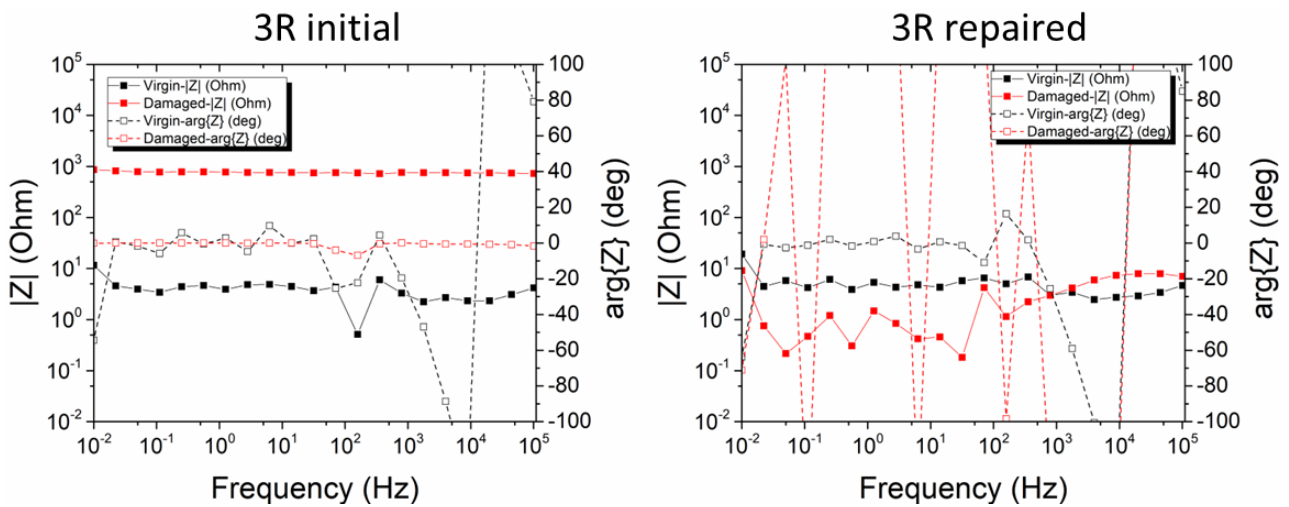 3R initial
3R repaired
10^5
10^4
10^3
10^2
10^1
10^0
10^-1
10^-2
|Z| (Ohm)
Virgin-|Z| (Ohm)
Damaged-|Z| (Ohm)
Virgin-arg{Z} (deg)
Damaged-arg{Z} (deg)
100
80
60
40
20
0
-20
-40
-60
-80
-100
arg{Z} (deg)
10^-2 10^-1 10^0 10^1 10^2 10^3 10^4 10^5
Frequency (Hz)
10^5
10^4
10^3
10^2
10^1
10^0
10^-1
10^-2
|Z| (Ohm)
Virgin-|Z| (Ohm)
Damaged-|Z| (Ohm)
Virgin-arg{Z} (deg)
Damaged-arg{Z} (deg)
100
80
60
40
20
0
-20
-40
-60
-80
-100
arg{Z} (deg)
10^-2 10^-1 10^0 10^1 10^2 10^3 10^4 10^5
Frequency (Hz)